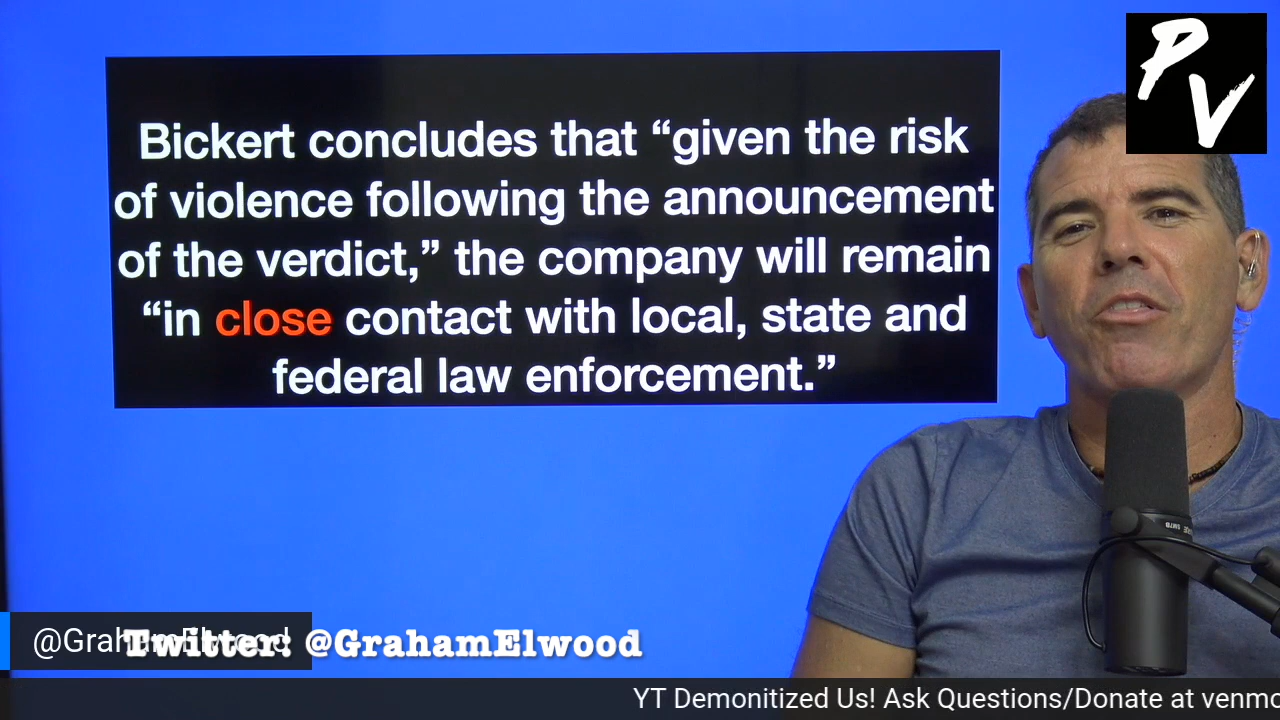 PV
Bickert concludes that “given the risk
of violence following the announcement
of the verdict,” the company will remain
“in close contact with local, state and
federal law enforcement.”
@GrahamElwood
Twitter: @GrahamElwood
YT Demonitized Us! Ask Questions/Donate at venmo